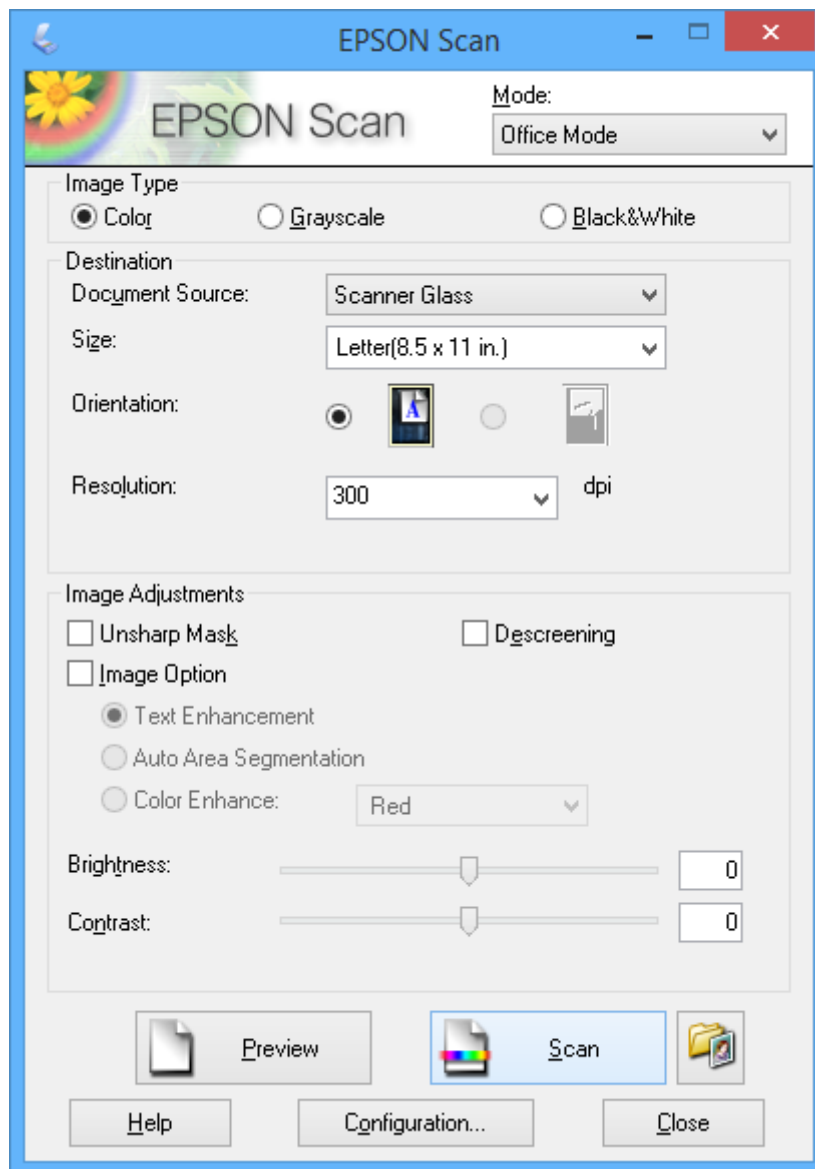 EPSON Scan
EPSON Scan
Mode:
Office Mode
Image Type
Color
Grayscale
Black&White
Destination
Document Source:
Scanner Glass
Size:
Letter(8.5 x 11 in.)
Orientation:
A
Resolution:
300
dpi
Image Adjustments
Unsharp Mask
Descreening
Image Option
Text Enhancement
Auto Area Segmentation
Color Enhance:
Red
Brightness:
0
Contrast:
0
Preview
Scan
Help
Configuration...
Close